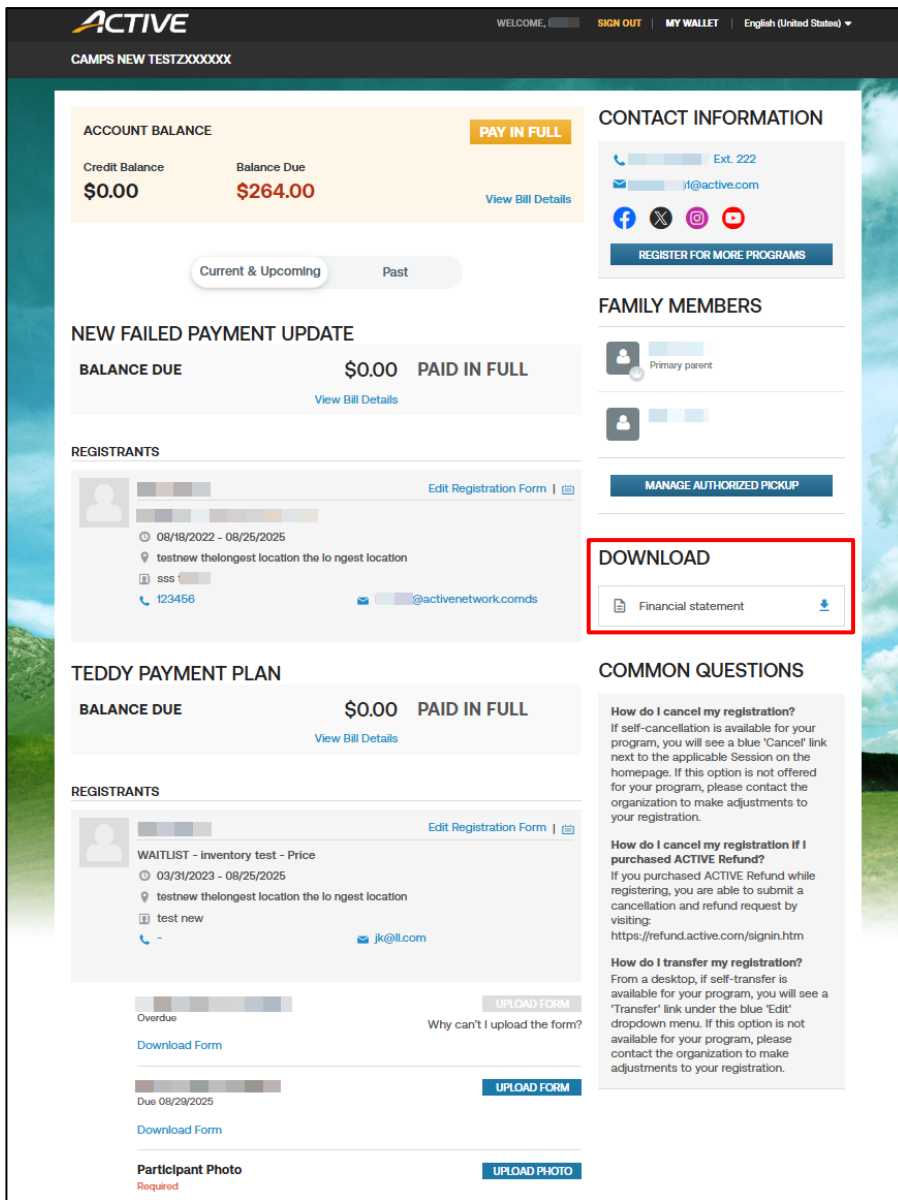 ACTIVE
WELCOME,
SIGN OUT | MY WALLET | English (United States)
CAMPS NEW TESTZXXXXXX
ACCOUNT BALANCE
PAY IN FULL
Credit Balance
Balance Due
$0.00
$264.00
View Bill Details
Current & Upcoming
Past
NEW FAILED PAYMENT UPDATE
BALANCE DUE
$0.00 PAID IN FULL
View Bill Details
REGISTRANTS
Edit Registration Form |
08/18/2022 - 08/25/2025
testnew thelongest location the lo ngest location
sss
123456
@activenetwork.comds
TEDDY PAYMENT PLAN
BALANCE DUE
$0.00 PAID IN FULL
View Bill Details
REGISTRANTS
Edit Registration Form |
WAITLIST - inventory test - Price
03/31/2023 - 08/25/2025
testnew thelongest location the lo ngest location
test new
-
jk@ll.com
UPLOAD FORM
Overdue
Why can't I upload the form?
Download Form
UPLOAD FORM
Due 08/29/2025
Download Form
Participant Photo
UPLOAD PHOTO
Required
CONTACT INFORMATION
Ext. 222
@active.com
REGISTER FOR MORE PROGRAMS
FAMILY MEMBERS
Primary parent
MANAGE AUTHORIZED PICKUP
DOWNLOAD
Financial statement
COMMON QUESTIONS
How do I cancel my registration?
If self-cancellation is available for your
program, you will see a blue 'Cancel' link
next to the applicable Session on the
homepage. If this option is not offered
for your program, please contact the
organization to make adjustments to
your registration.
How do I cancel my registration if I
purchased ACTIVE Refund?
If you purchased ACTIVE Refund while
registering, you are able to submit a
cancellation and refund request by
visiting:
https://refund.active.com/signin.htm
How do I transfer my registration?
From a desktop, if self-transfer is
available for your program, you will see a
'Transfer' link under the blue 'Edit'
dropdown menu. If this option is not
available for your program, please
contact the organization to make
adjustments to your registration.